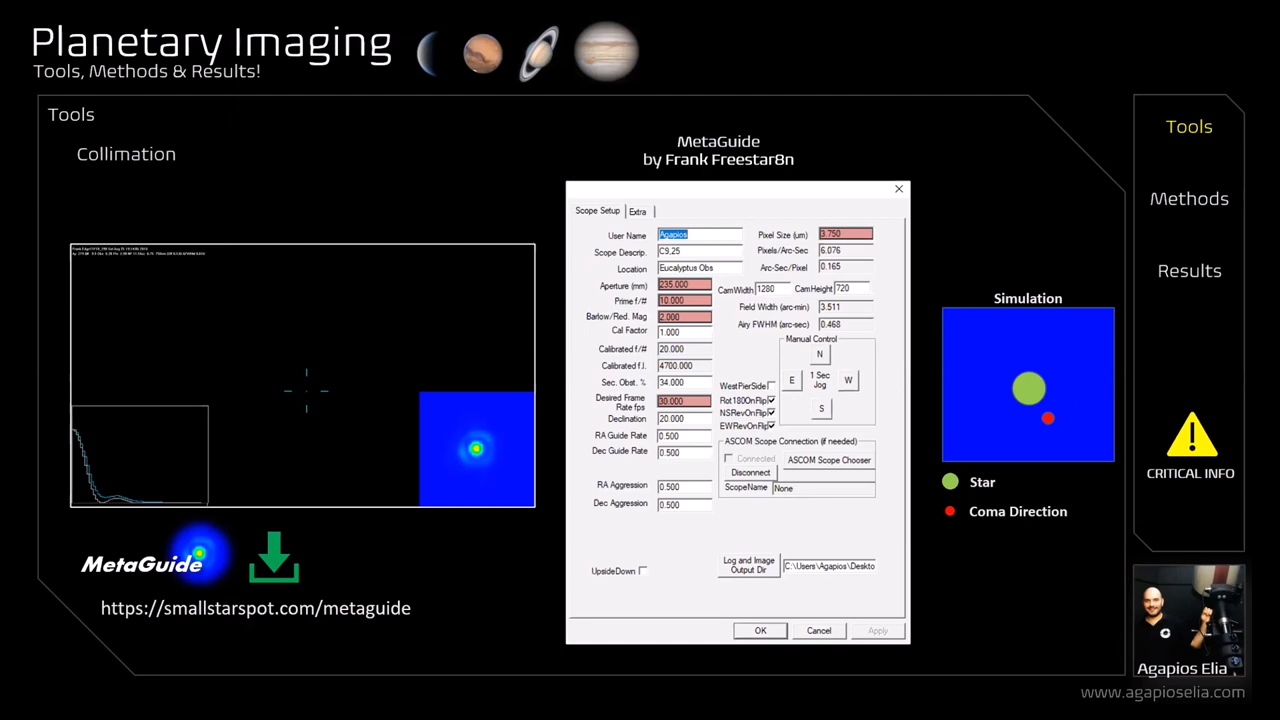 Planetary Imaging
Tools, Methods & Results!
Tools
Collimation
MetaGuide
by Frank Freestar8n
Scope Setup
Extra
User Name Agapios
Scope Descrip. C9,25
Location Eucalyptus Obs
Aperture (mm) 235.000
Prime f/# 10.000
Barlow/Red. Mag 2.000
Cal Factor 1.000
Calibrated f/# 20.000
Calibrated f.l. 4700.000
Sec. Obst. % 34.000
Desired Frame
Rate fps 30.000
Declination 20.000
RA Guide Rate 0.500
Dec Guide Rate 0.500
RA Aggression 0.500
Dec Aggression 0.500
UpsideDown
Pixel Size (um) 3.750
Pixels/Arc-Sec 6.076
Arc-Sec/Pixel 0.165
CamWidth 1280 CamHeight 720
Field Width (arc-min) 3.511
Airy FWHM (arc-sec) 0.468
Manual Control
N
E 1 Sec Jog W
S
WestPierSide
Rot180OnFlip
NSRevOnFlip
EWRevOnFlip
ASCOM Scope Connection (if needed)
Connected ASCOM Scope Chooser
Disconnect
ScopeName None
Log and Image
Output Dir C:\Users\Agapios\Deskto
OK Cancel Apply
MetaGuide
https://smallstarspot.com/metaguide
Simulation
Star
Coma Direction
Tools
Methods
Results
CRITICAL INFO
Agapios Elia
www.agapioselia.com